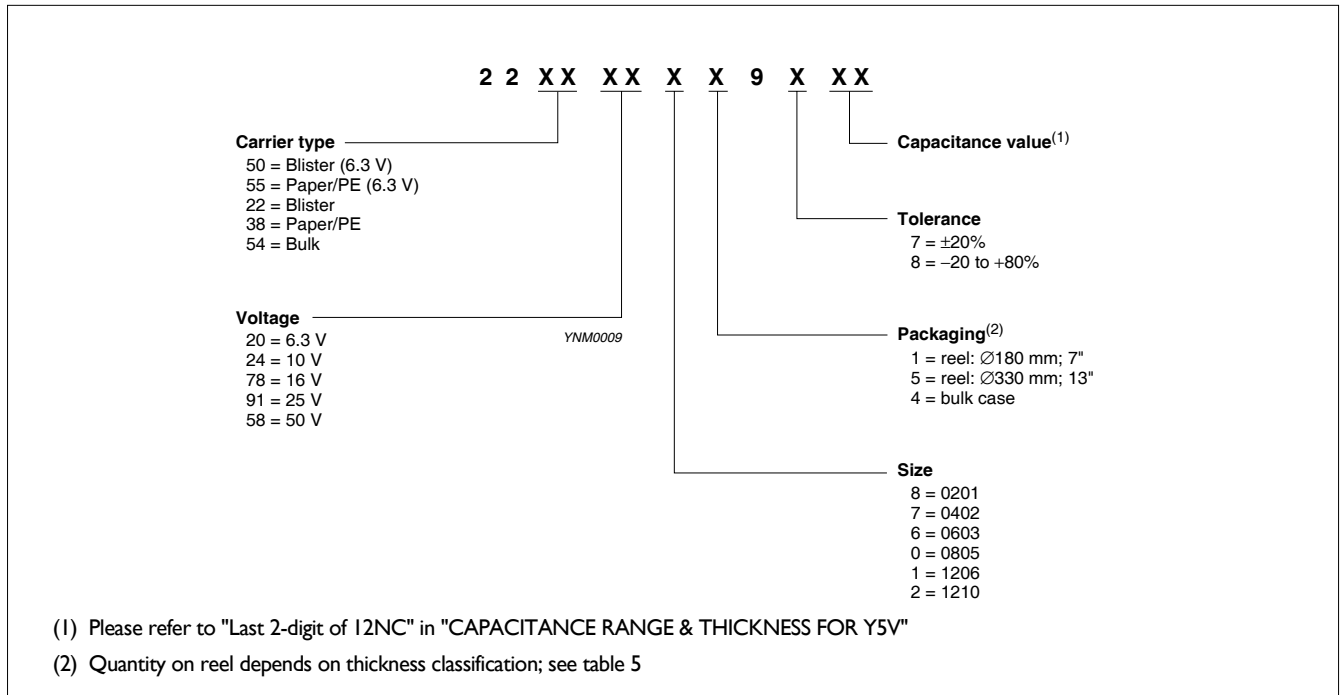 2 2 XX XX X X 9 X XX
Carrier type
50 = Blister (6.3 V)
55 = Paper/PE (6.3 V)
22 = Blister
38 = Paper/PE
54 = Bulk
Voltage
20 = 6.3 V
24 = 10 V
78 = 16 V
91 = 25 V
58 = 50 V
YNM0009
Capacitance value(1)
Tolerance
7 = ±20%
8 = −20 to +80%
Packaging(2)
1 = reel: ∅180 mm; 7"
5 = reel: ∅330 mm; 13"
4 = bulk case
Size
8 = 0201
7 = 0402
6 = 0603
0 = 0805
1 = 1206
2 = 1210
(1) Please refer to "Last 2-digit of 12NC" in "CAPACITANCE RANGE & THICKNESS FOR Y5V"
(2) Quantity on reel depends on thickness classification; see table 5